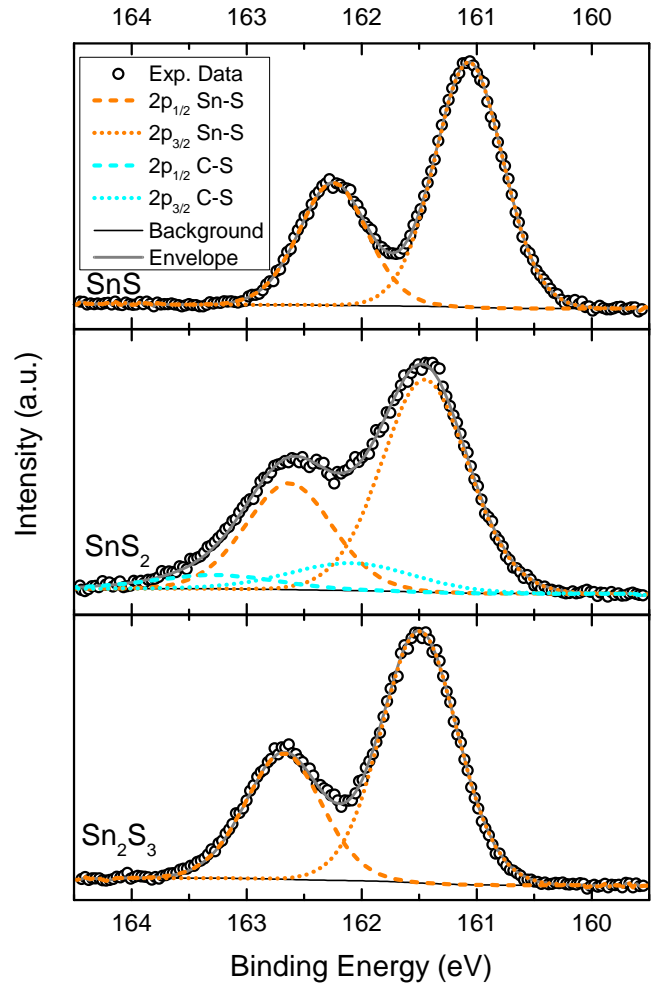 164 163 162 161 160
Exp. Data
2p1/2 Sn-S
2p3/2 Sn-S
2p1/2 C-S
2p3/2 C-S
Background
Envelope
SnS
Intensity (a.u.)
SnS2
Sn2S3
164 163 162 161 160
Binding Energy (eV)